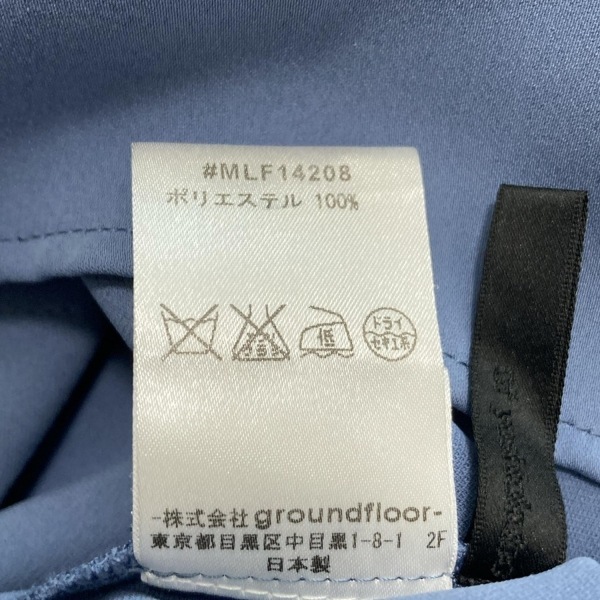 #MLF14208
ポリエステル 100%
低
ドライ
セキユ系
-株式会社 groundfloor-
東京都目黒区中目黒1-8-1 2F
日本製